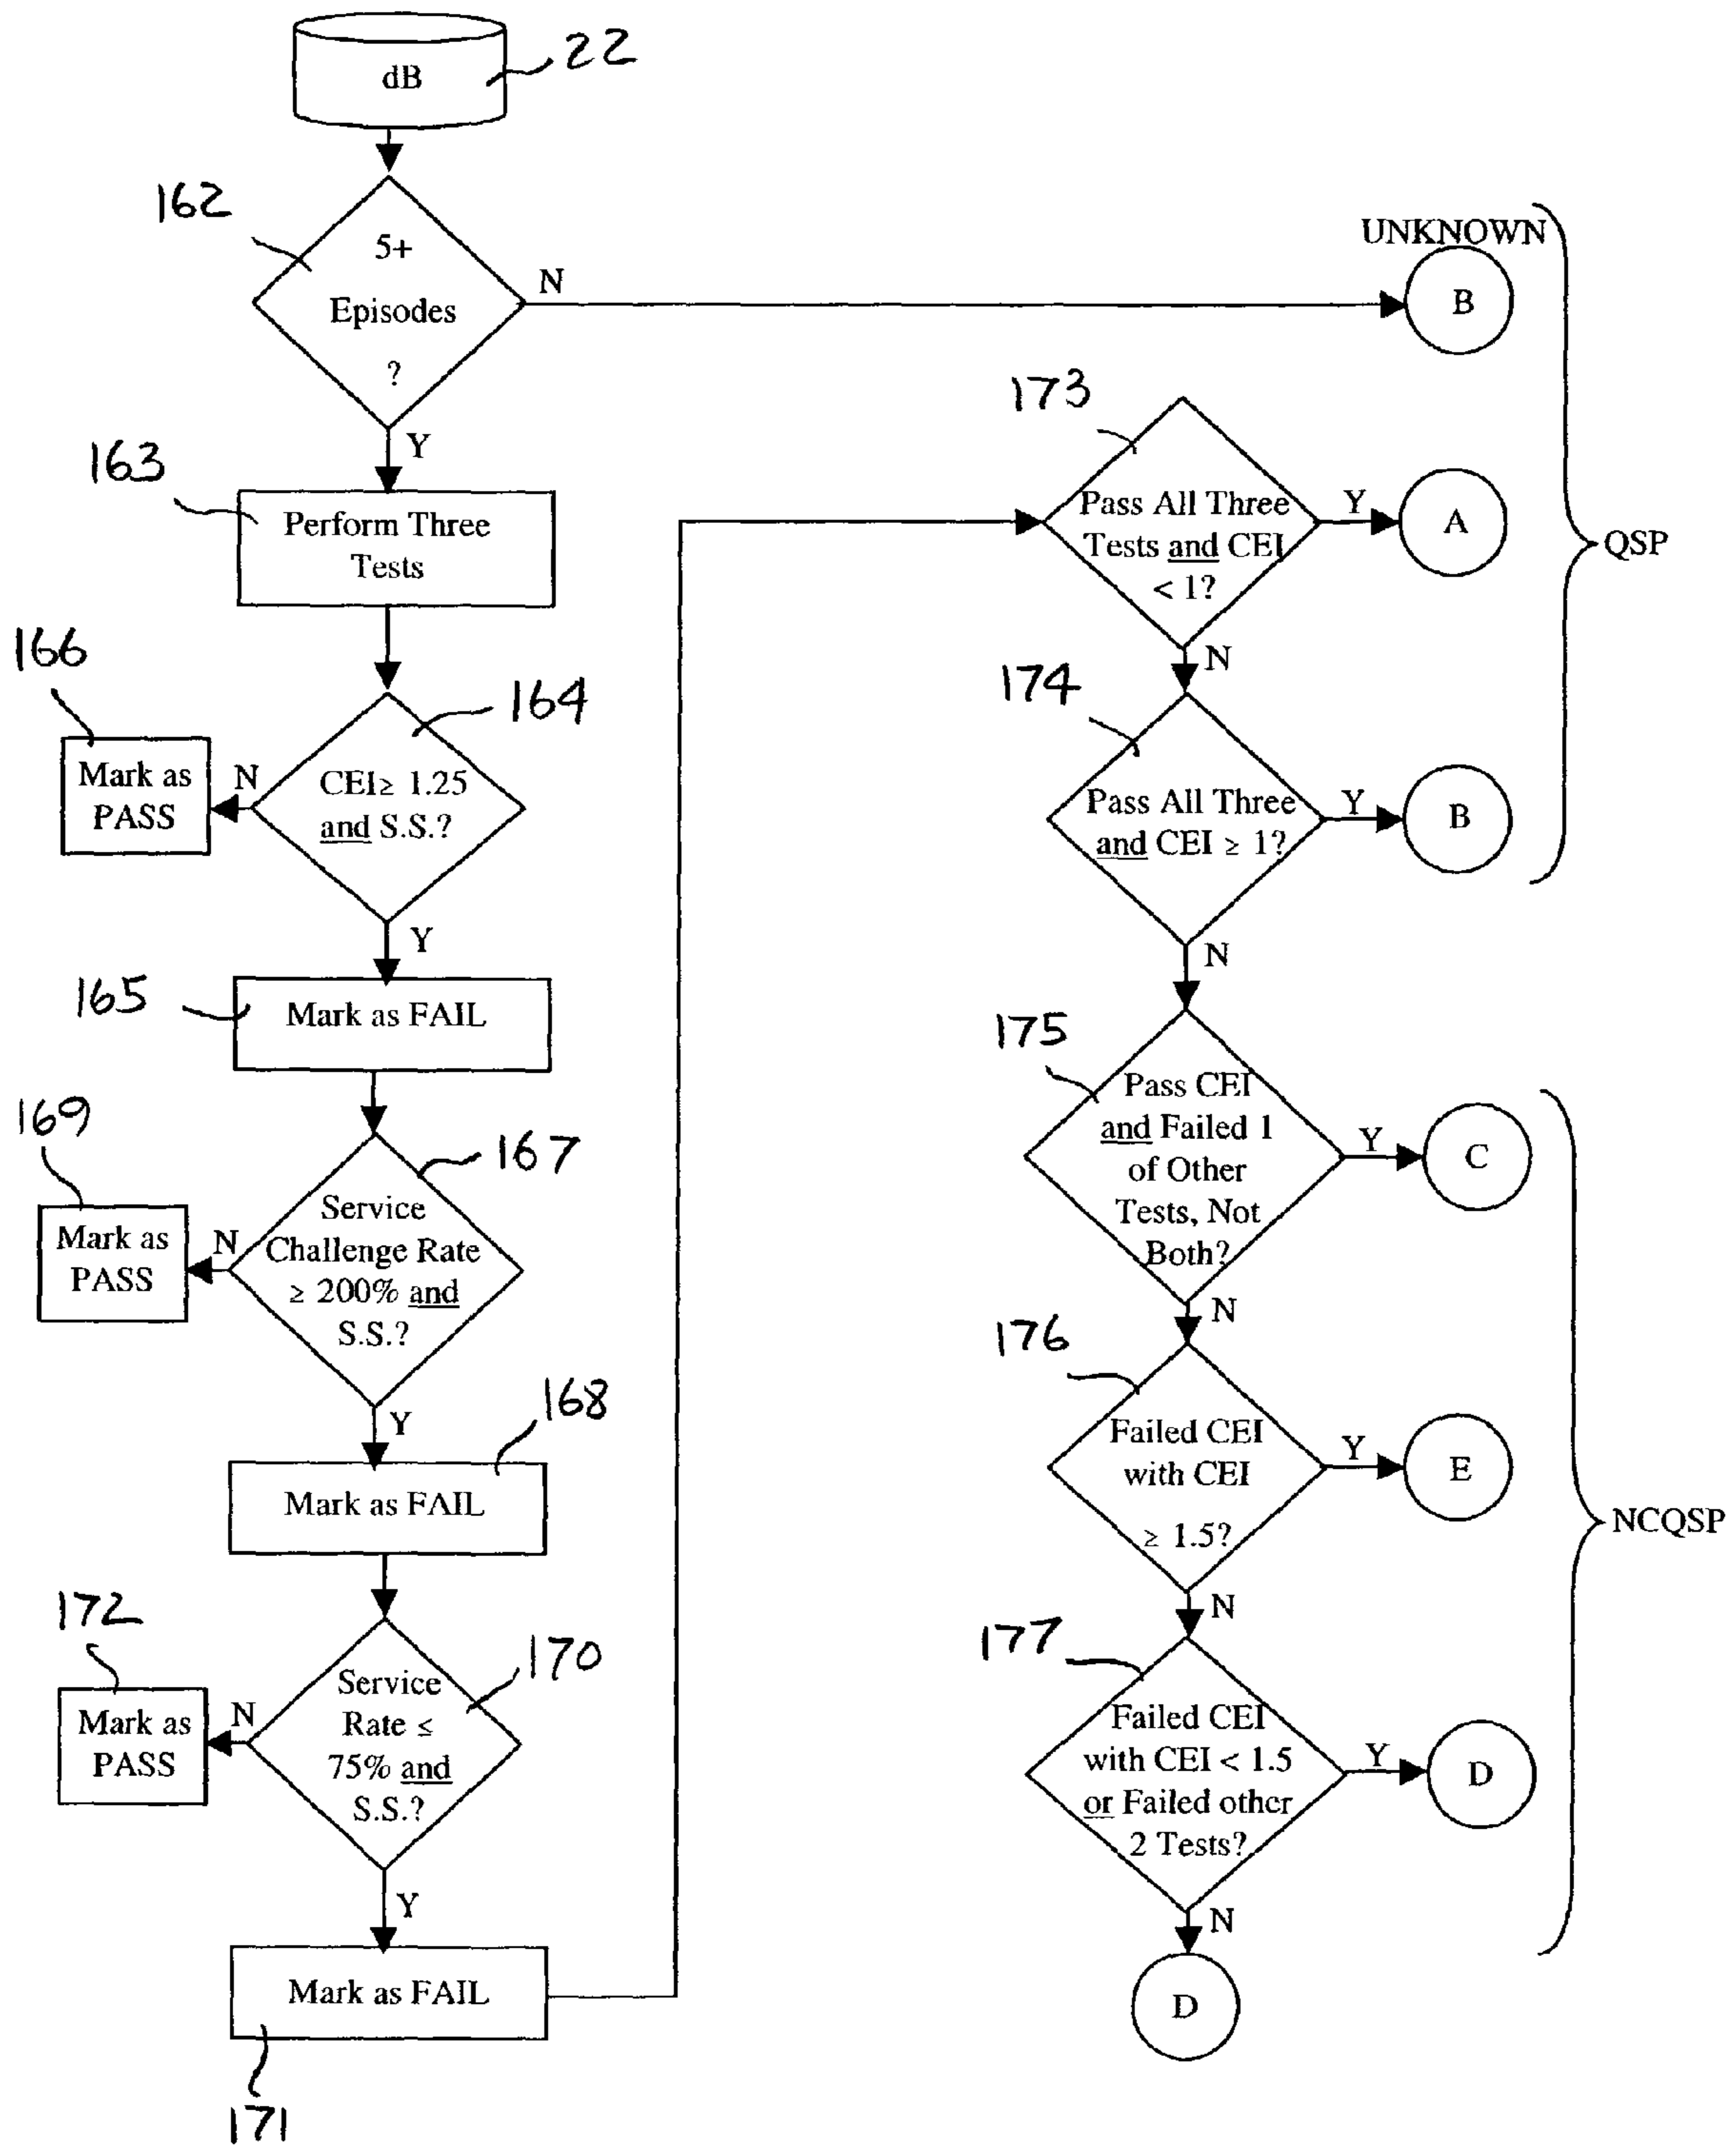 dB
22
162
5+
Episodes
?
N
Y
UNKNOWN
B
163
Perform Three
Tests
166
Mark as
PASS
N
164
CEI≥ 1.25
and S.S.?
Y
165
Mark as FAIL
169
Mark as
PASS
N
167
Service
Challenge Rate
≥ 200% and
S.S.?
Y
168
Mark as FAIL
172
Mark as
PASS
N
170
Service
Rate ≤
75% and
S.S.?
Y
Mark as FAIL
171
173
Pass All Three
Tests and CEI
< 1?
Y
A
N
QSP
174
Pass All Three
and CEI ≥ 1?
Y
B
N
175
Pass CEI
and Failed 1
of Other
Tests, Not
Both?
Y
C
N
176
Failed CEI
with CEI
≥ 1.5?
Y
E
N
NCQSP
177
Failed CEI
with CEI < 1.5
or Failed other
2 Tests?
Y
D
N
D